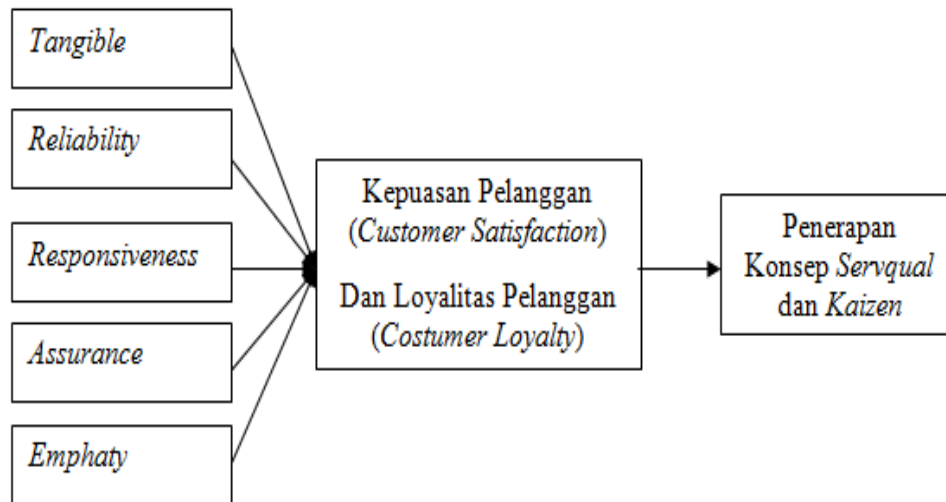 Tangible
Reliability
Responsiveness
Assurance
Emphaty
Kepuasan Pelanggan
(Customer Satisfaction)
Dan Loyalitas Pelanggan
(Costumer Loyalty)
Penerapan
Konsep Servqual
dan Kaizen